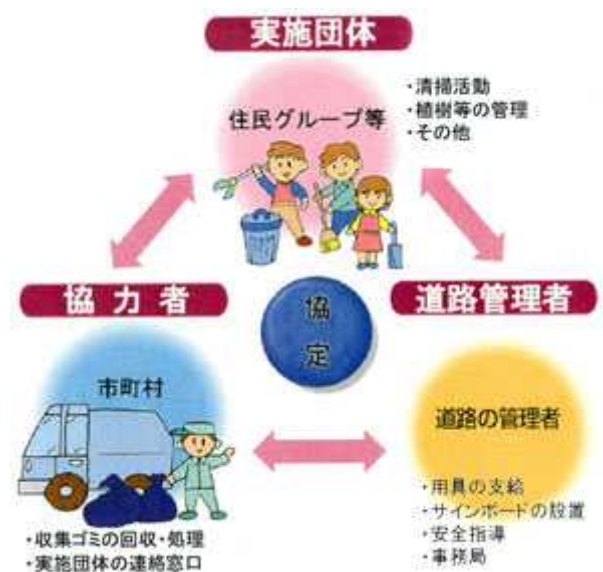 実施団体
住民グループ等
・清掃活動
・植樹等の管理
・その他
協力者
道路管理者
協
定
市町村
道路の管理者
・収集ゴミの回収・処理
・実施団体の連絡窓口
・用具の支給
・サインボードの設置
・安全指導
・事務局